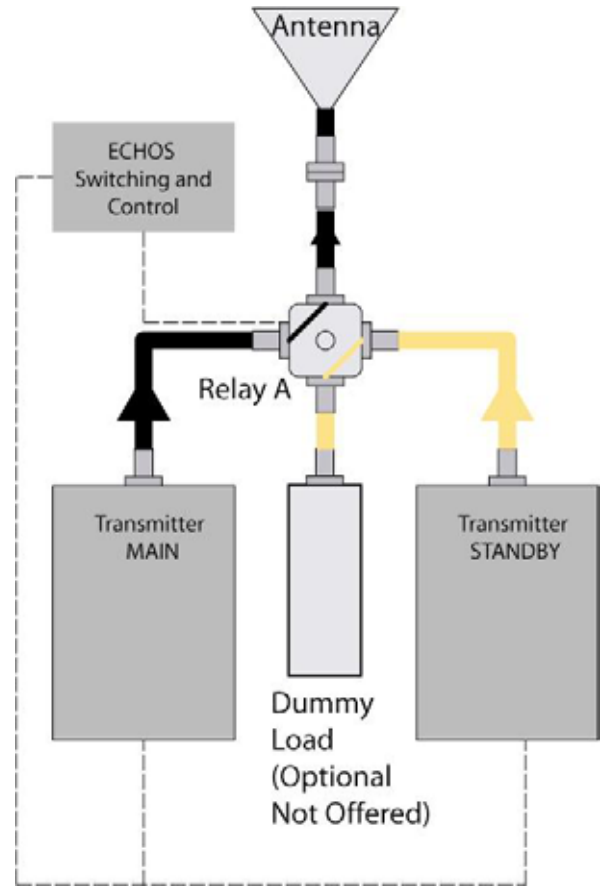 Antenna
ECHOS
Switching and
Control
Relay A
Transmitter
MAIN
Transmitter
STANDBY
Dummy
Load
(Optional
Not Offered)